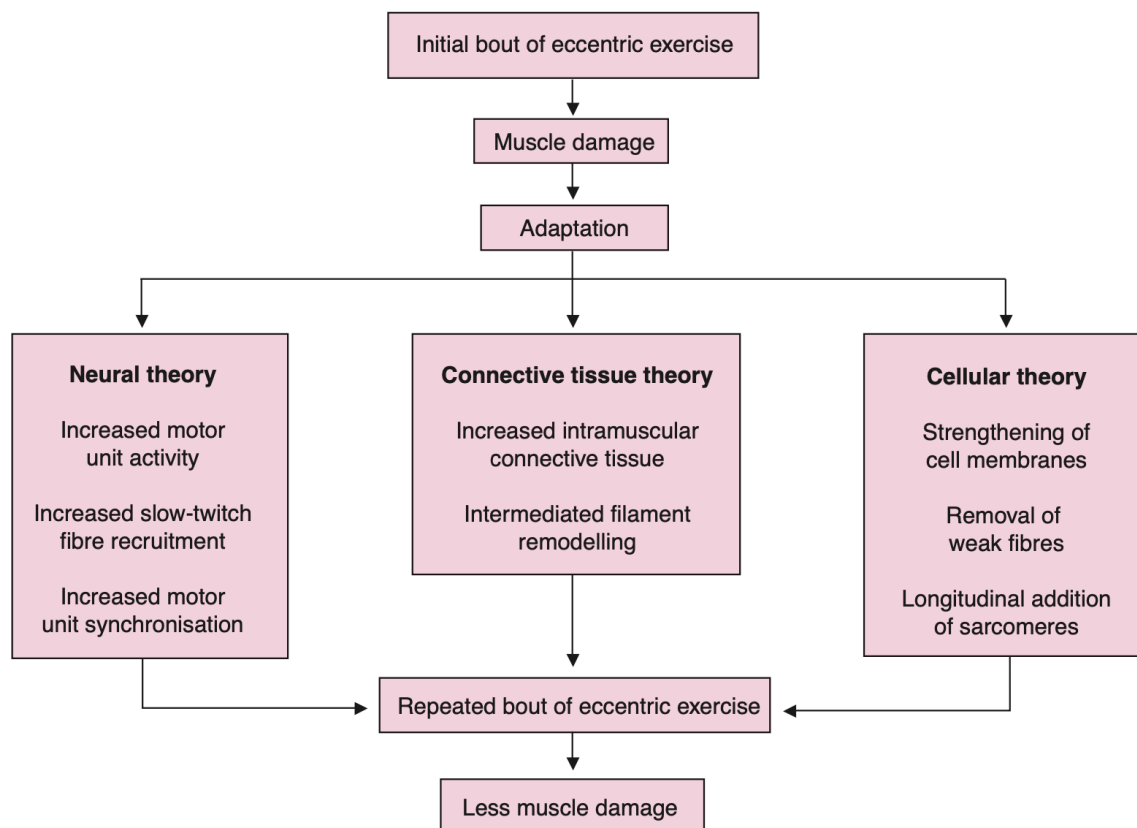 Initial bout of eccentric exercise
Muscle damage
Adaptation
Neural theory
Increased motor
unit activity
Increased slow-twitch
fibre recruitment
Increased motor
unit synchronisation
Connective tissue theory
Increased intramuscular
connective tissue
Intermediated filament
remodelling
Cellular theory
Strengthening of
cell membranes
Removal of
weak fibres
Longitudinal addition
of sarcomeres
Repeated bout of eccentric exercise
Less muscle damage